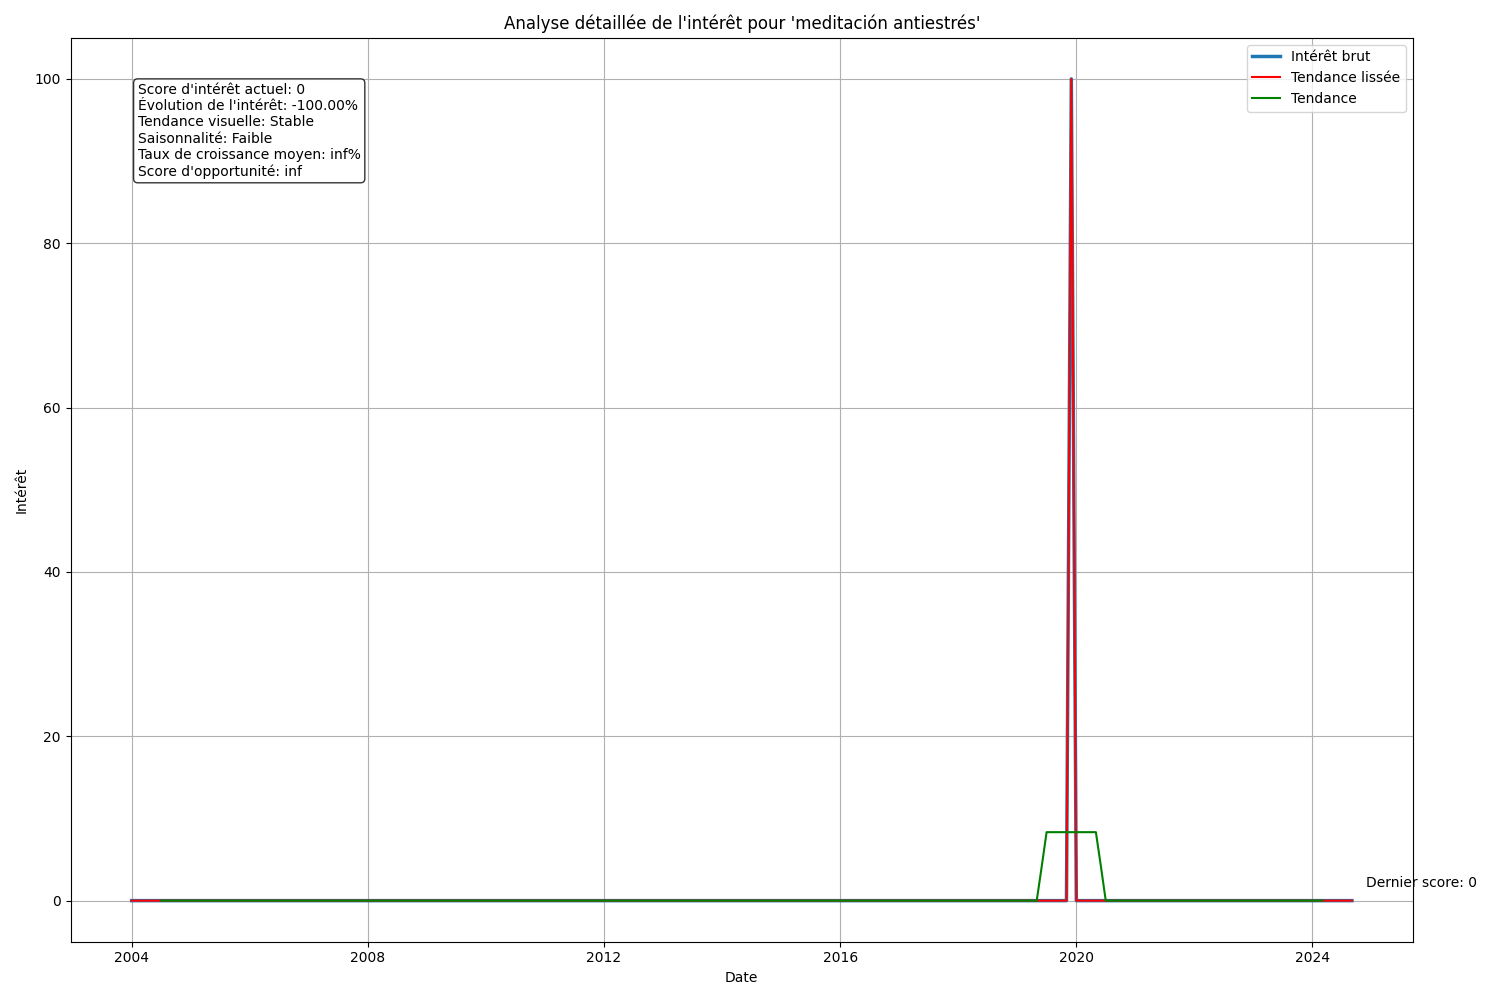 Analyse détaillée de l'intérêt pour 'meditación antiestrés'
Intérêt brut
Tendance lissée
Tendance
Score d'intérêt actuel: 0
Évolution de l'intérêt: -100.00%
Tendance visuelle: Stable
Saisonnalité: Faible
Taux de croissance moyen: inf%
Score d'opportunité: inf
100
80
60
40
20
0
Intérêt
Dernier score: 0
2004
2008
2012
2016
2020
2024
Date